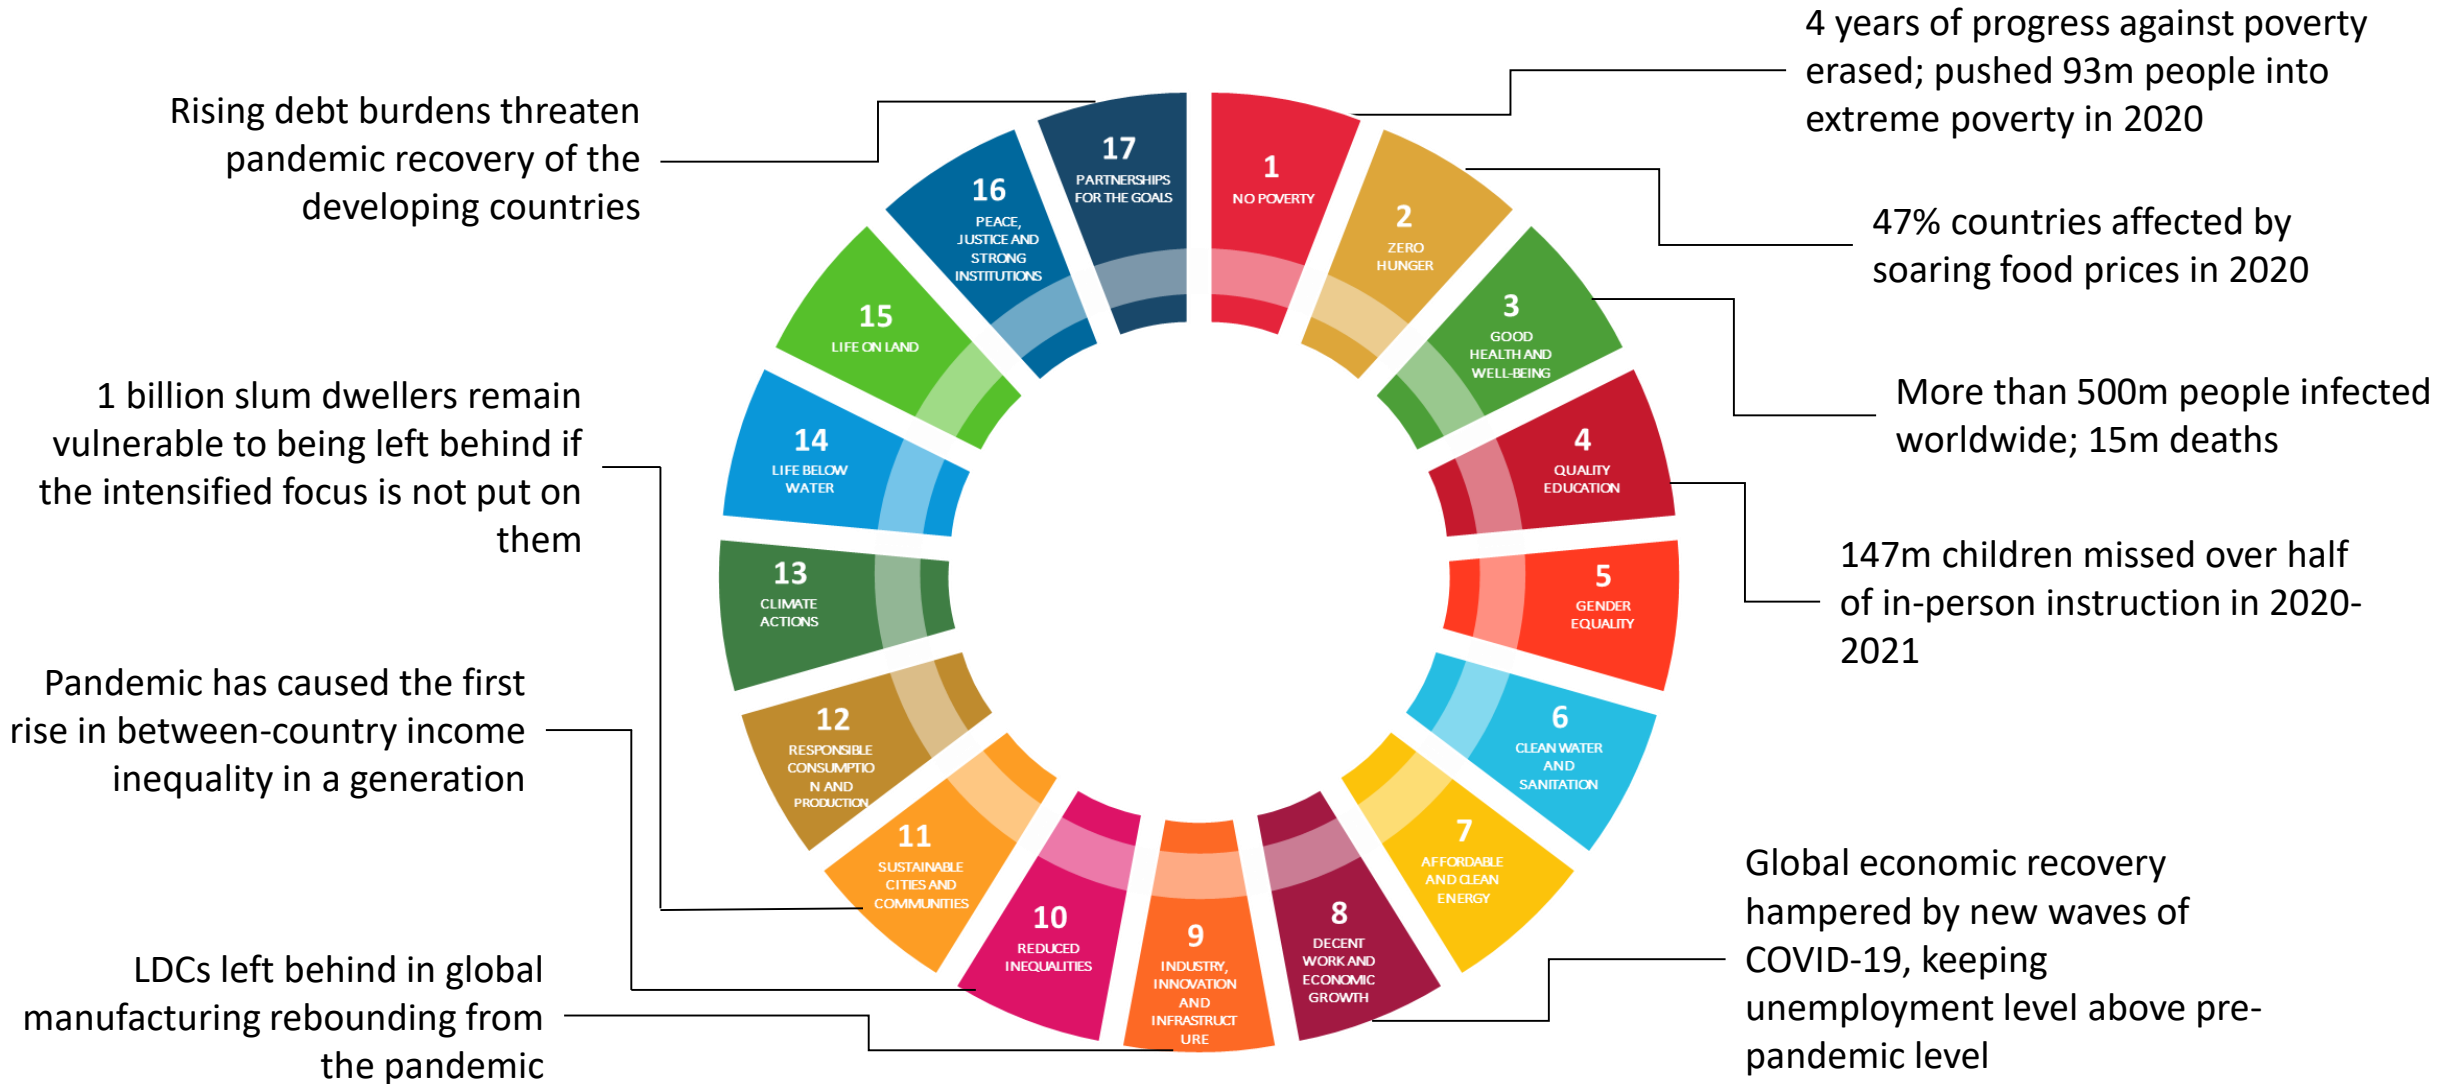 4 years of progress against poverty
erased; pushed 93m people into
extreme poverty in 2020
47% countries affected by
soaring food prices in 2020
More than 500m people infected
worldwide; 15m deaths
147m children missed over half
of in-person instruction in 2020-
2021
Global economic recovery
hampered by new waves of
COVID-19, keeping
unemployment level above pre-
pandemic level
LDCs left behind in global
manufacturing rebounding from
the pandemic
Pandemic has caused the first
rise in between-country income
inequality in a generation
1 billion slum dwellers remain
vulnerable to being left behind if
the intensified focus is not put on
them
Rising debt burdens threaten
pandemic recovery of the
developing countries
1
NO POVERTY
2
ZERO
HUNGER
3
GOOD
HEALTH AND
WELL-BEING
4
QUALITY
EDUCATION
5
GENDER
EQUALITY
6
CLEAN WATER
AND
SANITATION
7
AFFORDABLE
AND CLEAN
ENERGY
8
DECENT
WORK AND
ECONOMIC
GROWTH
9
INDUSTRY,
INNOVATION
AND
INFRASTRUCT
URE
10
REDUCED
INEQUALITIES
11
SUSTAINABLE
CITIES AND
COMMUNITIES
12
RESPONSIBLE
CONSUMPTIO
N AND
PRODUCTION
13
CLIMATE
ACTIONS
14
LIFE BELOW
WATER
15
LIFE ON LAND
16
PEACE,
JUSTICE AND
STRONG
INSTITUTIONS
17
PARTNERSHIPS
FOR THE GOALS